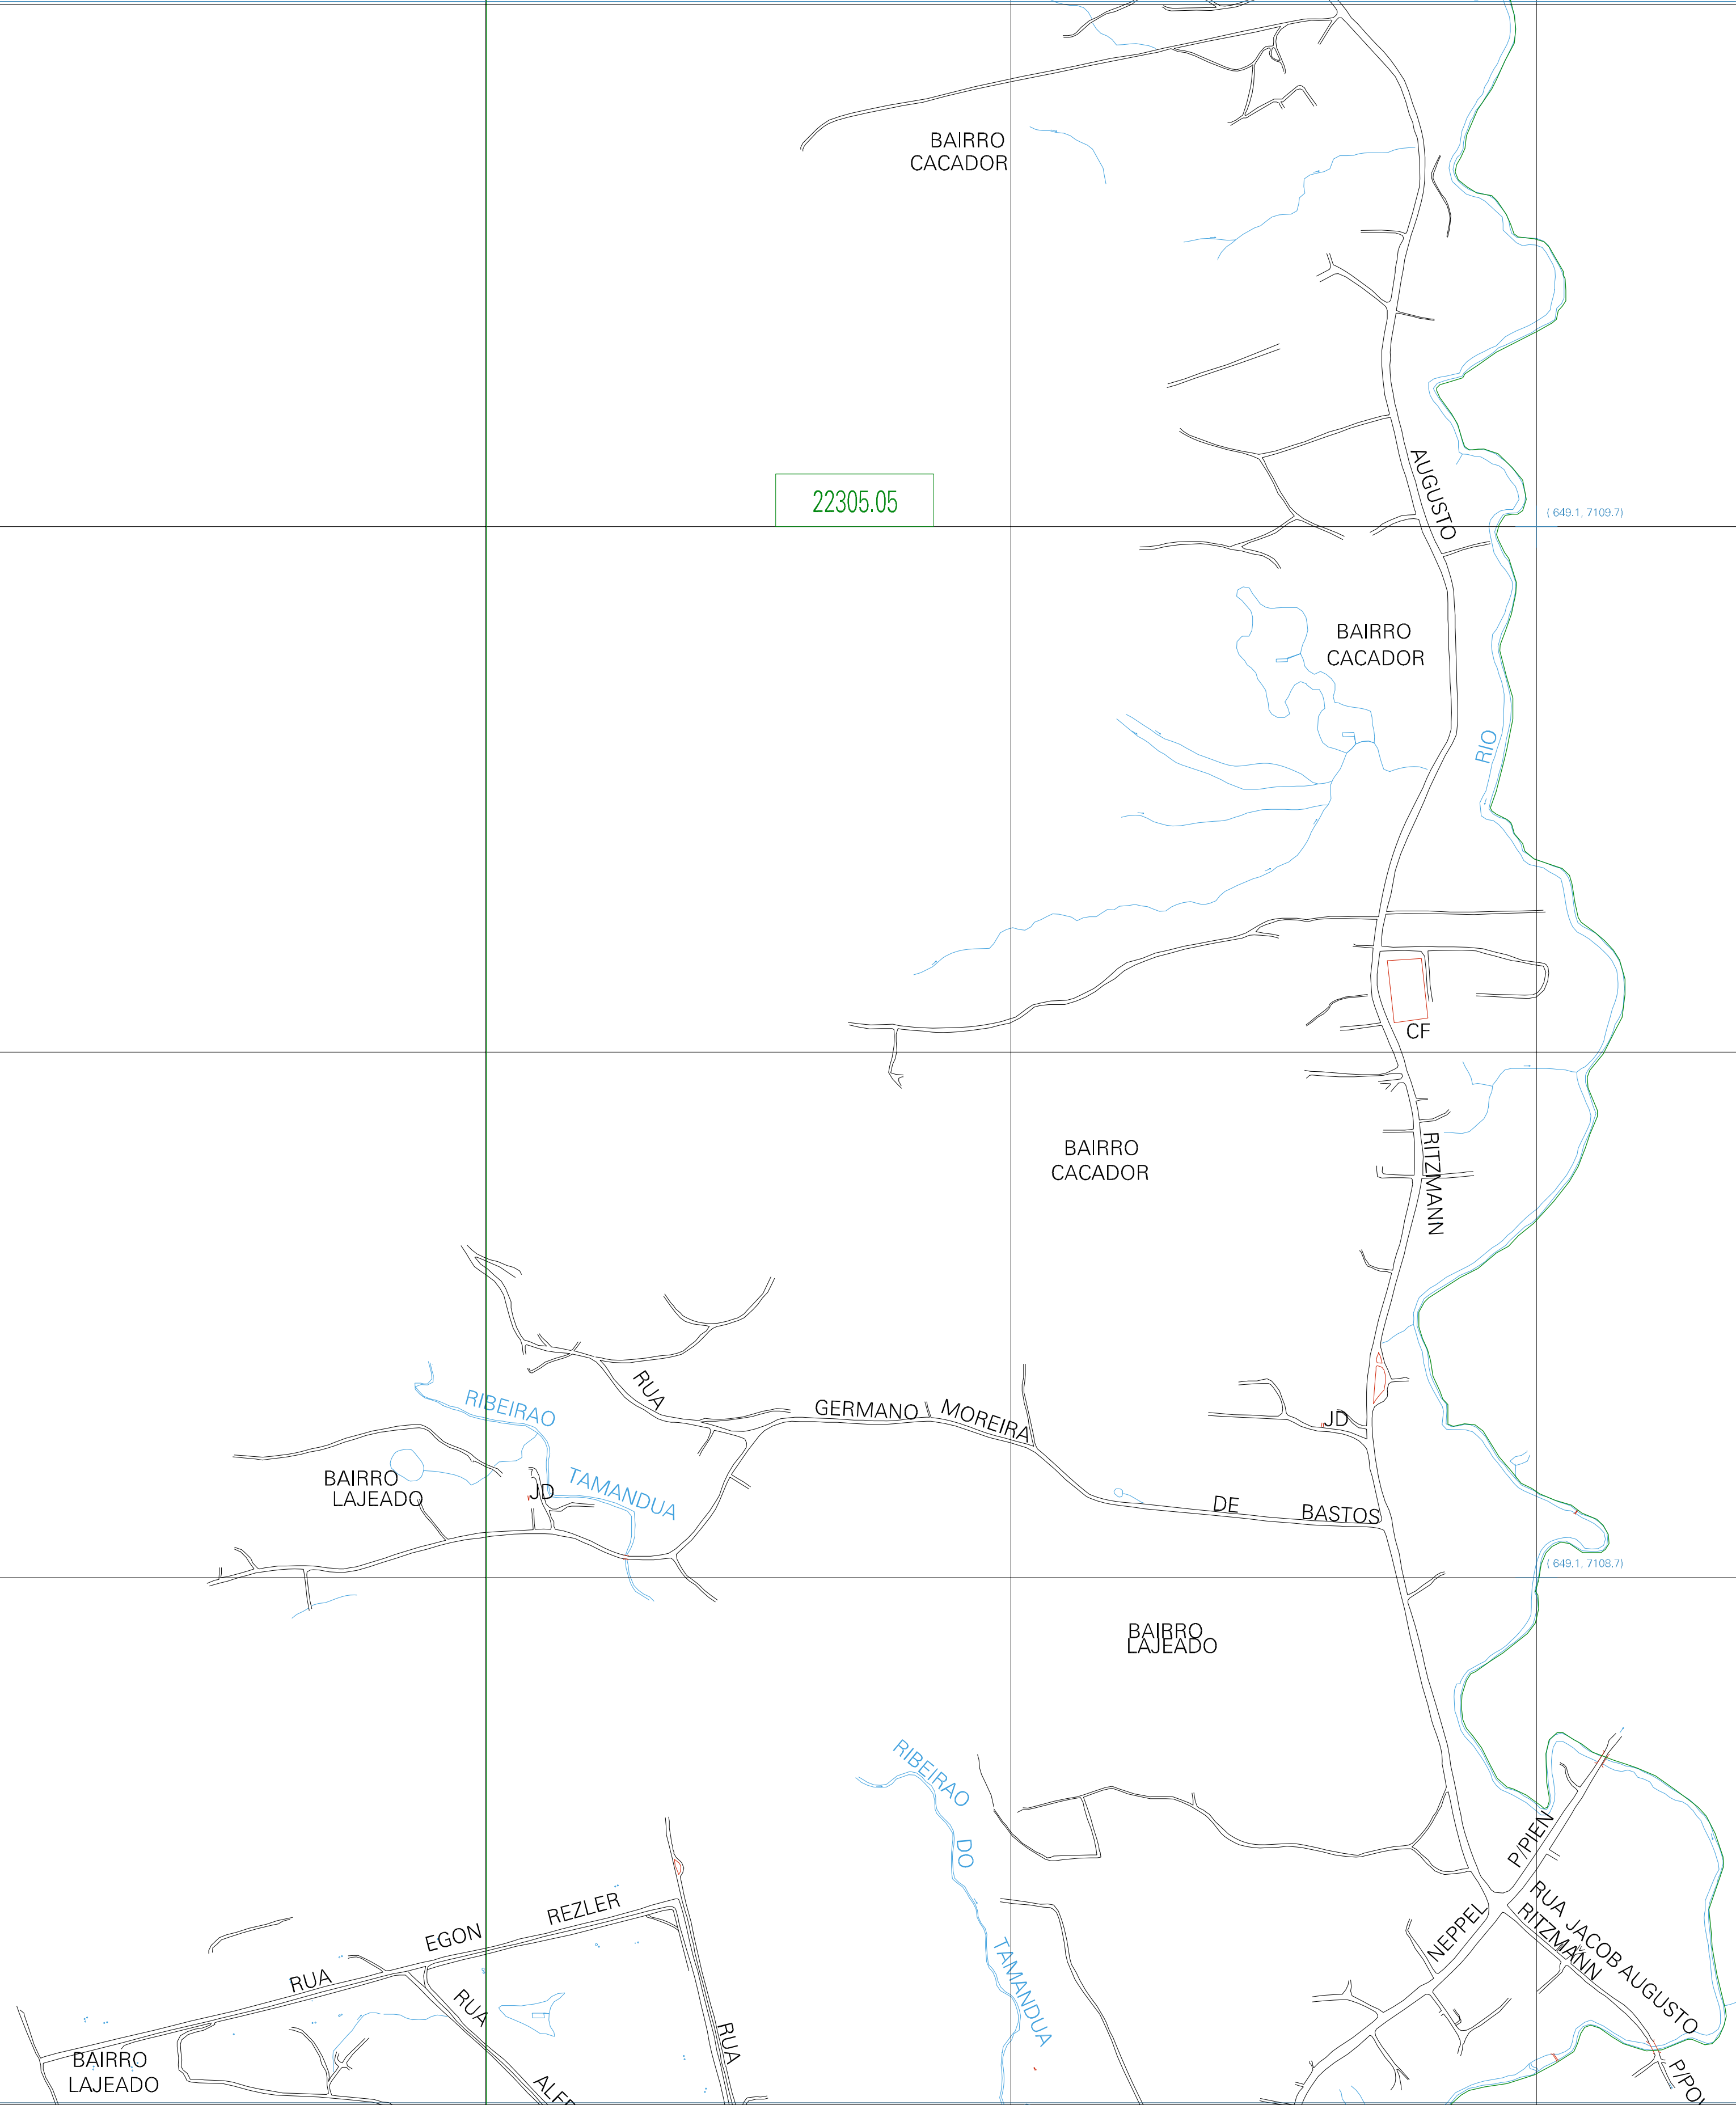 BAIRRO
CACADOR
AUGUSTO
22305.05
( 649.1, 7109.7)
BAIRRO
CACADOR
RIO
CF
BAIRRO
CACADOR
RITZMANN
RUA
GERMANO
MOREIRA
RIBEIRAO
JD
BAIRRO
LAJEADO
JD
TAMANDUA
DE
BASTOS
( 649.1, 7108.7)
BAIRRO
LAJEADO
RIBEIRAO
DO
TAMANDUA
P/PIEN
RUA JACOB AUGUSTO
RITZMANN
NEPPEL
RUA
EGON
REZLER
RUA
RUA
BAIRRO
LAJEADO